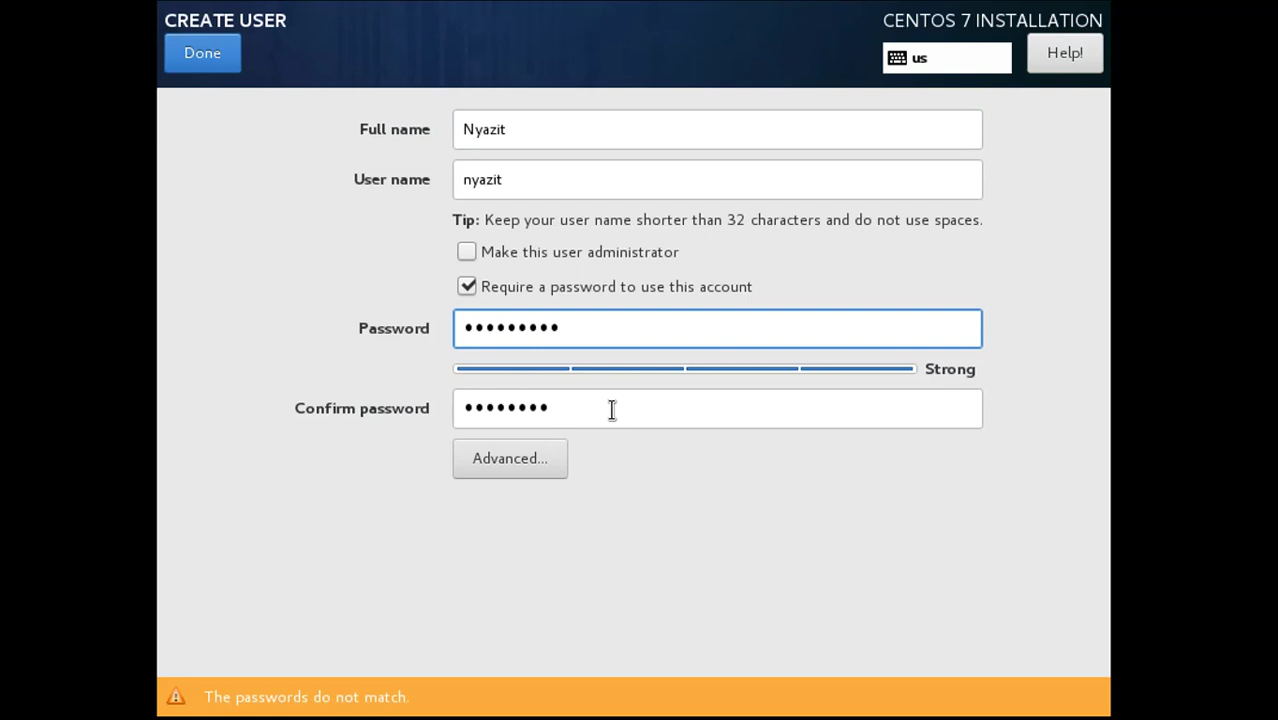 CREATE USER
CENTOS 7 INSTALLATION
Done
us
Help!
Full name
Nyazit
User name
nyazit
Tip: Keep your user name shorter than 32 characters and do not use spaces.
Make this user administrator
Require a password to use this account
Password
•••••••••
Strong
Confirm password
••••••••
Advanced...
The passwords do not match.